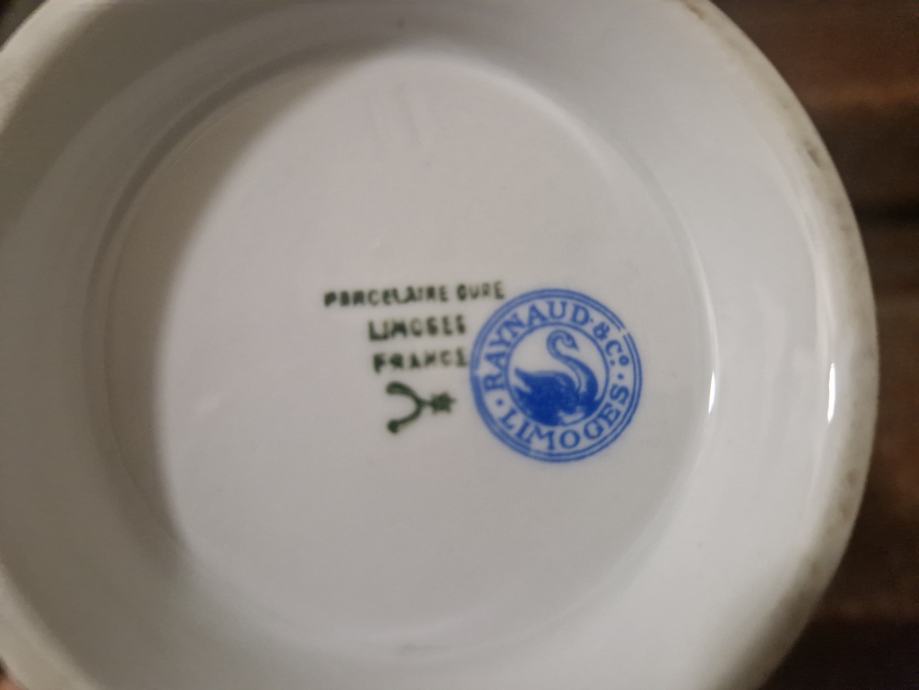 PORCELAINE DURE
LIMOGES
FRANCE
RAYNAUD & Cº
LIMOGES